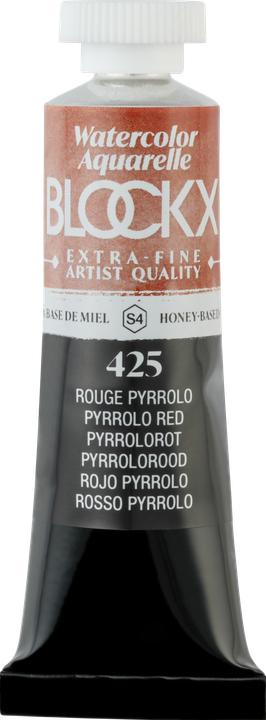 Watercolor
Aquarelle
BLOCKX
EXTRA-FINE
ARTIST QUALITY
BASE DE MIEL S4 HONEY-BASED
425
ROUGE PYRROLO
PYRROLO RED
PYRROLOROT
PYRROLOROOD
ROJO PYRROLO
ROSSO PYRROLO